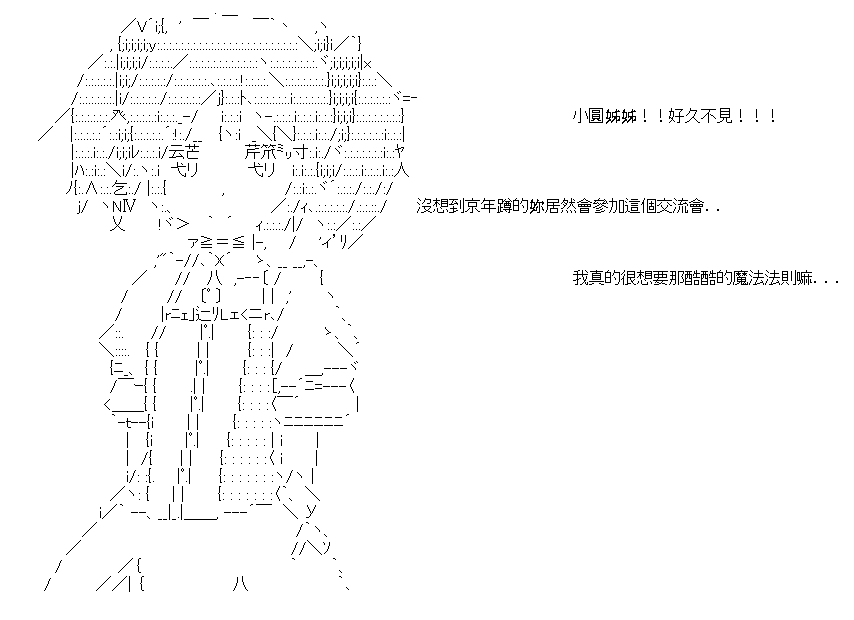 小圓姊姊！！好久不見！！！
沒想到京年蹲的妳居然會參加這個交流會．．
我真的很想要那酷酷的魔法法則嘛．．．